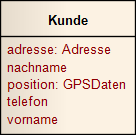 Kunde
adresse: Adresse
nachname
position: GPSDaten
telefon
vorname